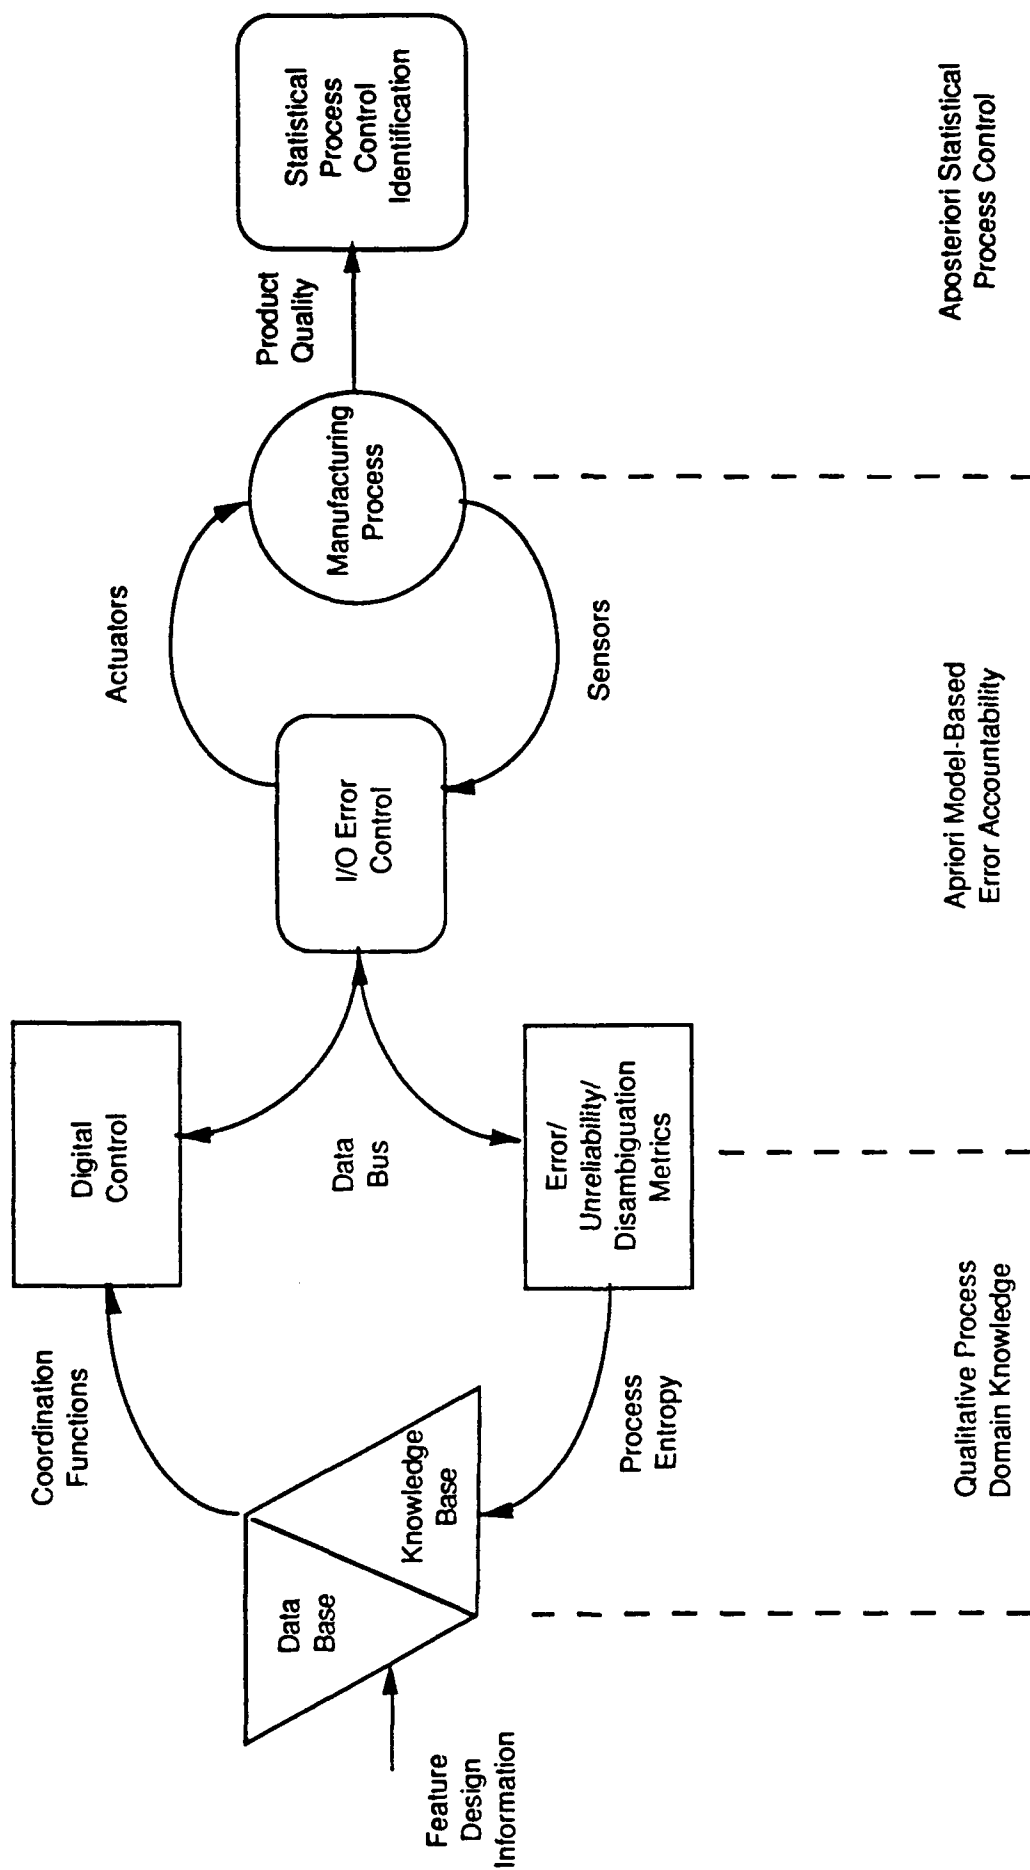 Feature
Design
Information
Data
Base
Knowledge
Base
Coordination
Functions
Process
Entropy
Digital
Control
Data
Bus
Error/
Unreliability/
Disambiguation
Metrics
I/O Error
Control
Actuators
Sensors
Manufacturing
Process
Product
Quality
Statistical
Process
Control
Identification
Qualitative Process
Domain Knowledge
Apriori Model-Based
Error Accountability
Aposteriori Statistical
Process Control